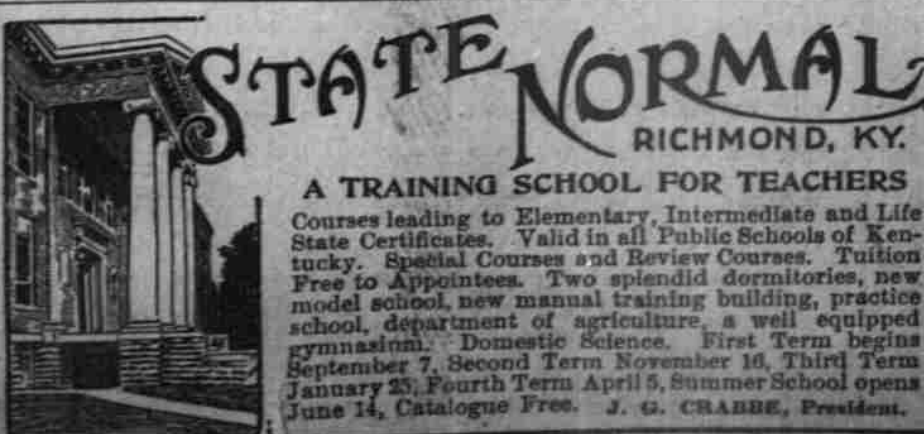 STATE NORMAL
RICHMOND, KY.
A TRAINING SCHOOL FOR TEACHERS
Courses leading to Elementary, Intermediate and Life
State Certificates. Valid in all Public Schools of Ken-
tucky. Special Courses and Review Courses. Tuition
Free to Appointees. Two splendid dormitories, new
model school, new manual training building, practice
school, department of agriculture, a well equipped
gymnasium. Domestic Science. First Term begins
September 7, Second Term November 16, Third Term
January 25, Fourth Term April 5, Summer School opens
June 14, Catalogue Free. J. G. CRABBE, President.